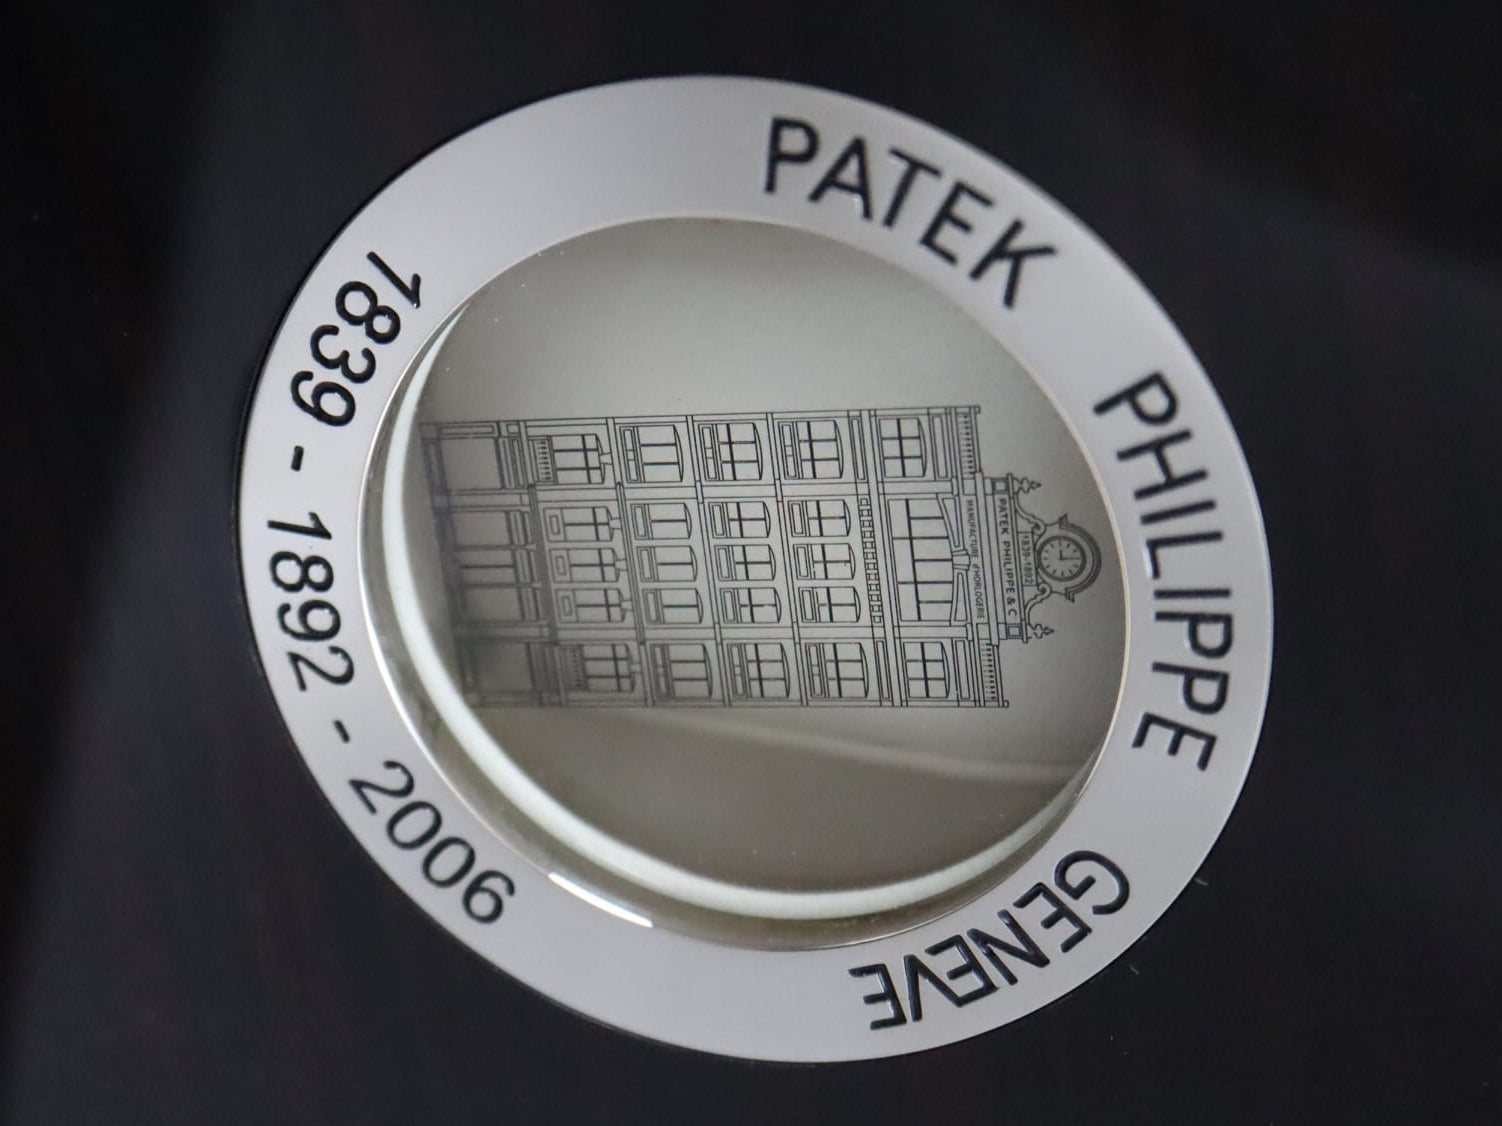 PATEK PHILIPPE GENEVE
1839 - 1892 - 2006
1839-1892
PATEK PHILIPPE & C
MANUFACTURE d'HORLOGERIE